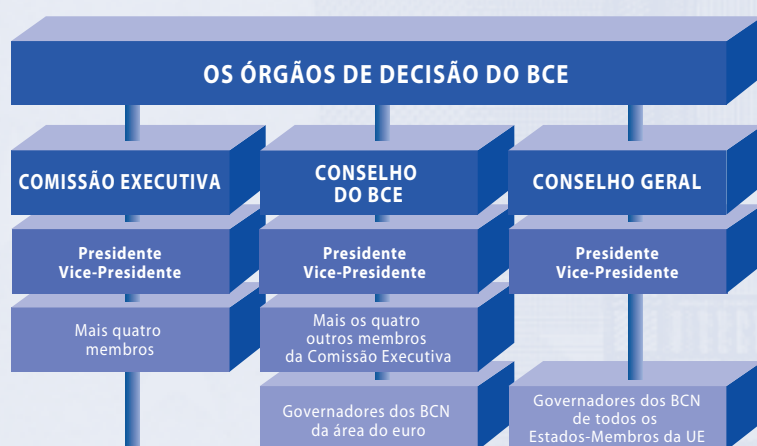 OS ÓRGÃOS DE DECISÃO DO BCE
COMISSÃO EXECUTIVA
Presidente
Vice-Presidente
Mais quatro
membros
CONSELHO
DO BCE
Presidente
Vice-Presidente
Mais os quatro
outros membros
da Comissão Executiva
Governadores dos BCN
da área do euro
CONSELHO GERAL
Presidente
Vice-Presidente
Governadores dos BCN
de todos os
Estados-Membros da UE